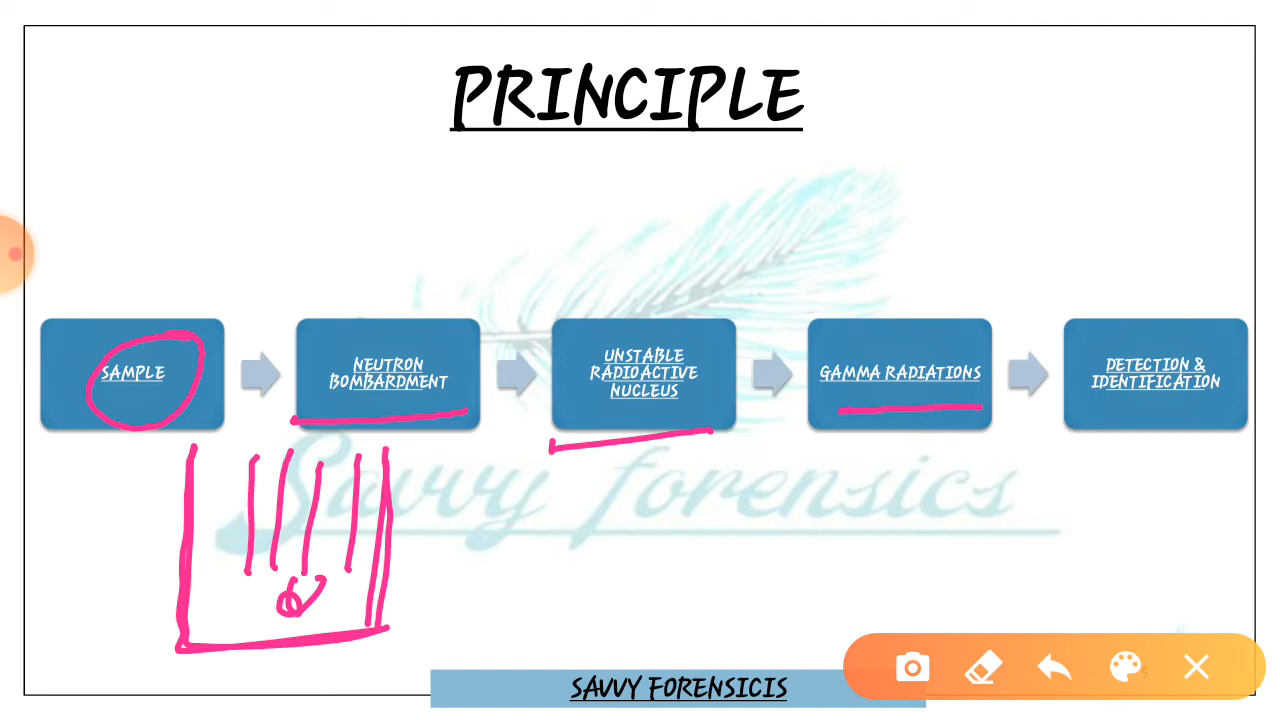 PRINCIPLE
SAMPLE
NEUTRON
BOMBARDMENT
UNSTABLE
RADIOACTIVE
NUCLEUS
GAMMA RADIATIONS
DETECTION &
IDENTIFICATION
Savvy forensics
SAVVY FORENSICIS